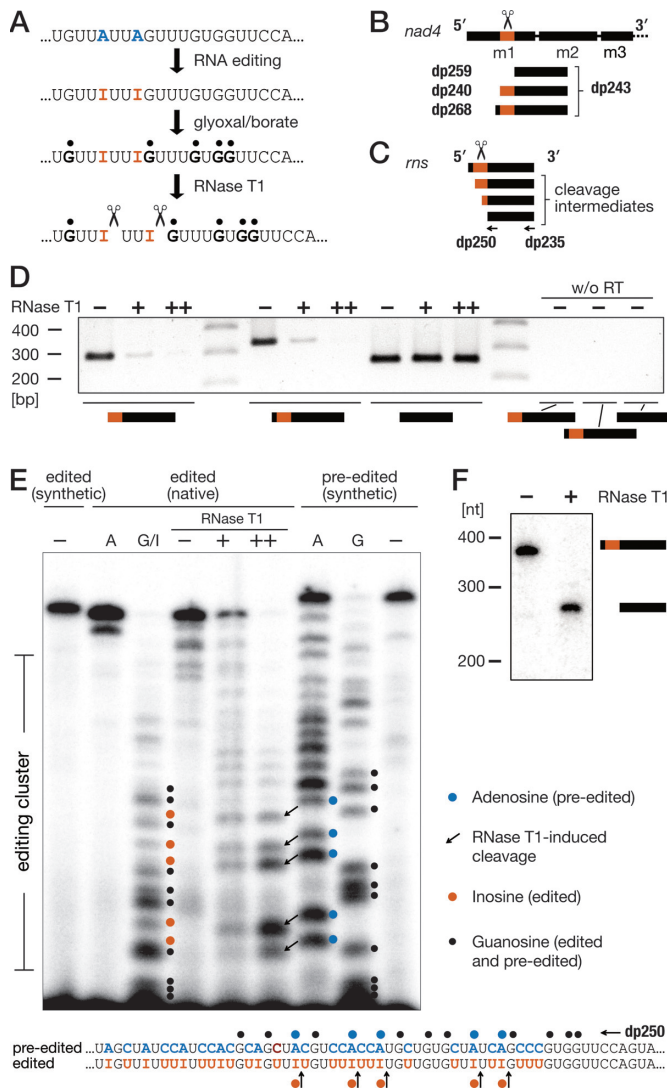 A
...UGUUAUUAGUUUGUGGUUCCA...
RNA editing
...UGUUIUUIGUUUGUGGUUCCA...
glyoxal/borate
...UGUUIUUIGUUUGUGGUUCCA...
RNase T1
...UGUUI UUI GUUUGUGGUUCCA...
B
nad4 5′ 3′
m1 m2 m3
dp259
dp240 dp243
dp268
C
rns 5′ 3′
cleavage
intermediates
dp250 dp235
D
w/o RT
RNase T1 – + ++ – + ++ – + ++ – – –
400
300
200
[bp]
E
edited
(synthetic)
edited
(native)
pre-edited
(synthetic)
RNase T1
– A G/I – + ++ A G –
editing cluster
F
– + RNase T1
[nt]
400
300
200
Adenosine (pre-edited)
RNase T1-induced
cleavage
Inosine (edited)
Guanosine (edited
and pre-edited)
dp250
pre-edited ...UAGCUAUCCAUCCACGCAGCUACGUCCACCAUGCUGUGCUAUCAGCCCGUGGUUCCAGUA...
edited ...UIGUUIUUUIUUUIUGUIGUUIUGUUUIUUIUGUUGUGUUIUUIGUUUGUGGUUCCAGUA...